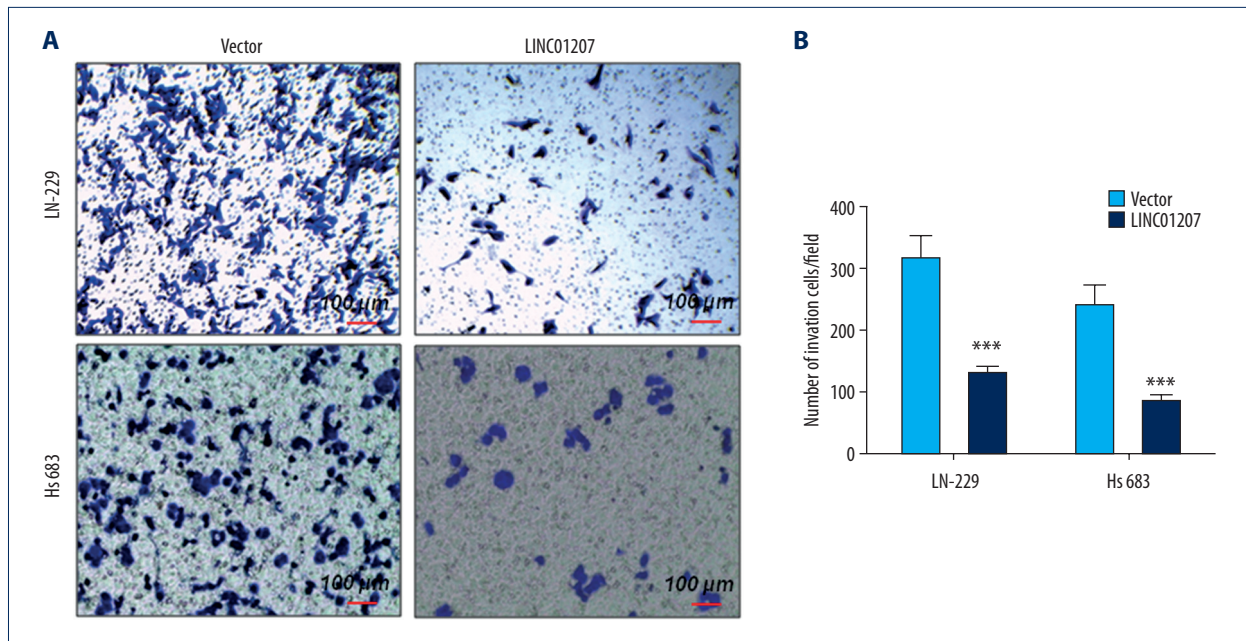 A
Vector
LINC01207
LN-229
100 µm
100 µm
Hs 683
100 µm
100 µm
B
Vector
LINC01207
Number of invation cells/field
400
300
200
100
0
***
***
LN-229
Hs 683